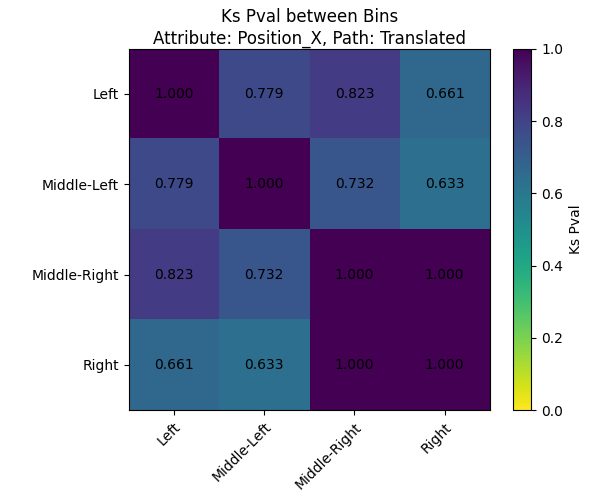 Ks Pval between Bins
Attribute: Position_X, Path: Translated
Left 1.000 0.779 0.823 0.661
Middle-Left 0.779 1.000 0.732 0.633
Middle-Right 0.823 0.732 1.000 1.000
Right 0.661 0.633 1.000 1.000
Left Middle-Left Middle-Right Right
1.0
0.8
0.6
0.4
0.2
0.0
Ks Pval